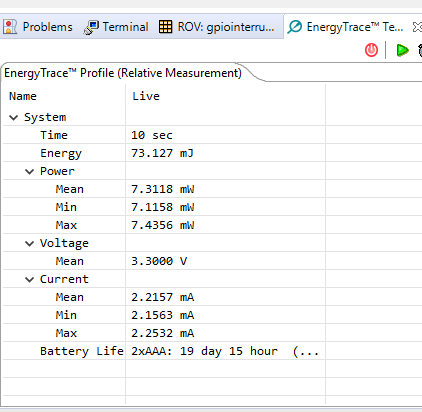 Problems Terminal ROV: gpiointerru... EnergyTrace™ Te...
EnergyTrace™ Profile (Relative Measurement)
Name Live
System
Time 10 sec
Energy 73.127 mJ
Power
Mean 7.3118 mW
Min 7.1158 mW
Max 7.4356 mW
Voltage
Mean 3.3000 V
Current
Mean 2.2157 mA
Min 2.1563 mA
Max 2.2532 mA
Battery Life 2xAAA: 19 day 15 hour (...